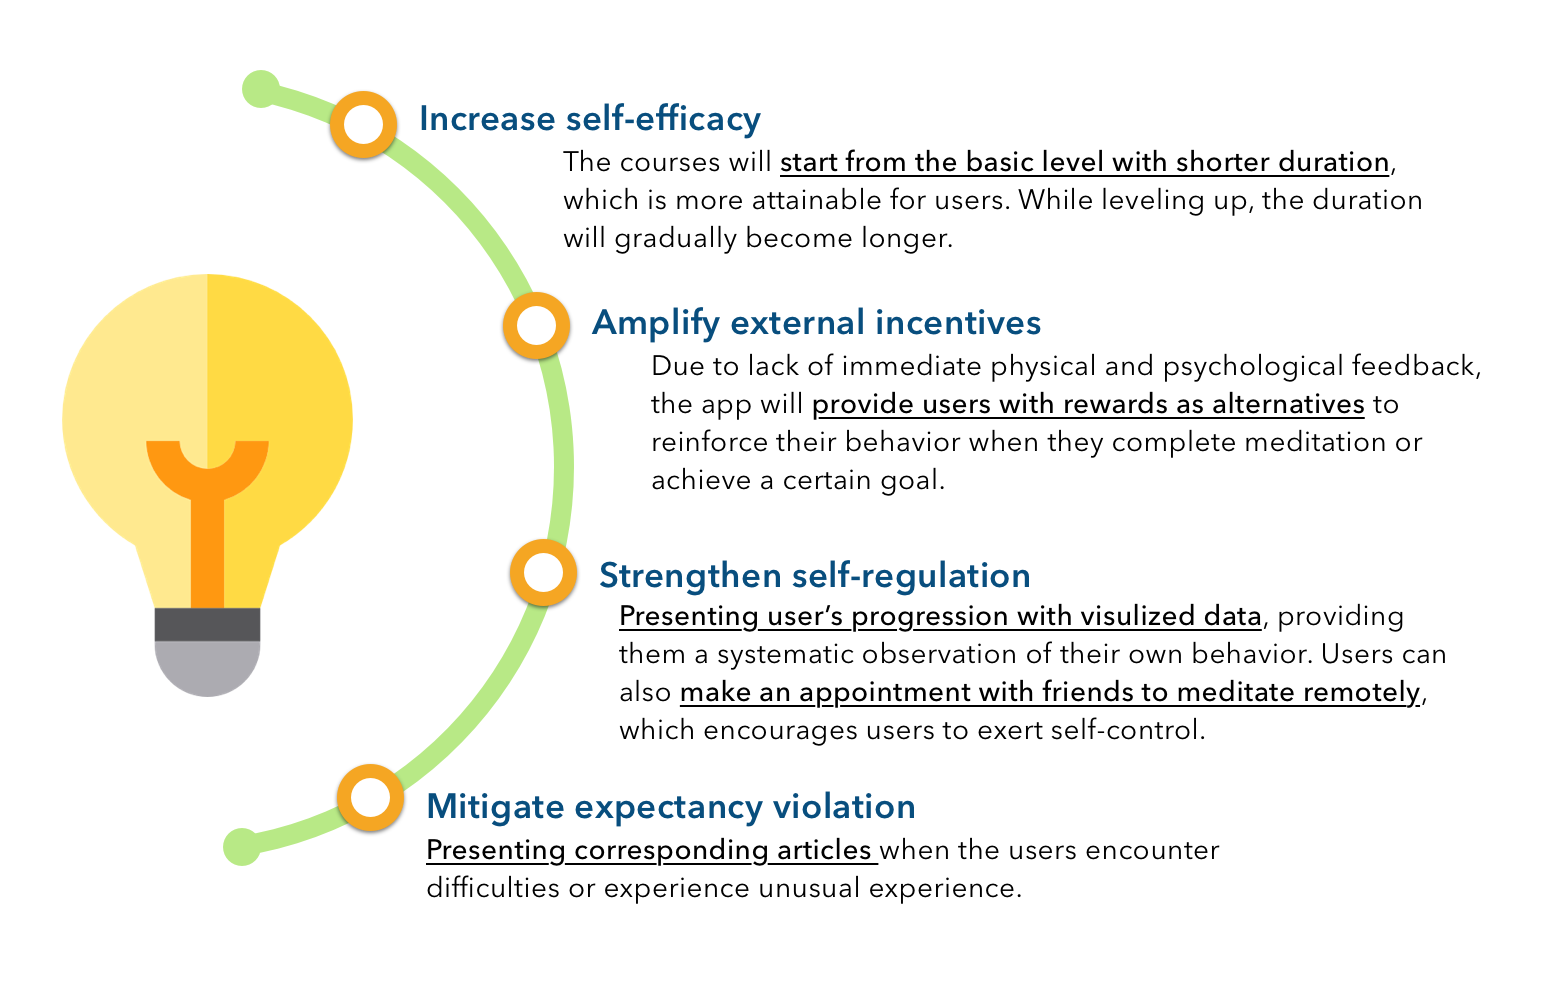 Increase self-efficacy
The courses will start from the basic level with shorter duration,
which is more attainable for users. While leveling up, the duration
will gradually become longer.
Amplify external incentives
Due to lack of immediate physical and psychological feedback,
the app will provide users with rewards as alternatives to
reinforce their behavior when they complete meditation or
achieve a certain goal.
Strengthen self-regulation
Presenting user’s progression with visulized data, providing
them a systematic observation of their own behavior. Users can
also make an appointment with friends to meditate remotely,
which encourages users to exert self-control.
Mitigate expectancy violation
Presenting corresponding articles when the users encounter
difficulties or experience unusual experience.